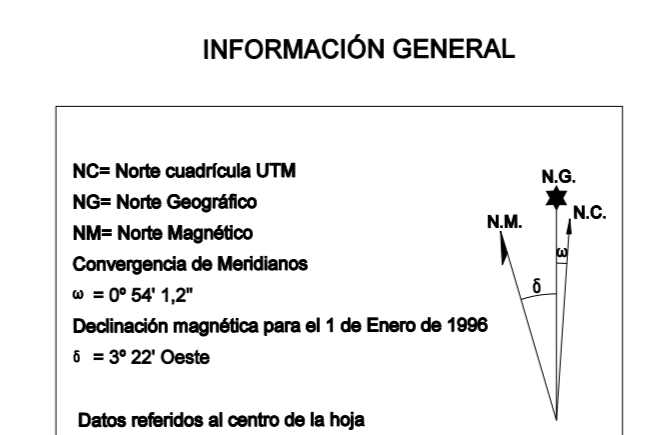 INFORMACIÓN GENERAL
NC= Norte cuadrícula UTM
NG= Norte Geográfico
NM= Norte Magnético
Convergencia de Meridianos
ω = 0º 54' 1,2"
Declinación magnética para el 1 de Enero de 1996
δ = 3º 22' Oeste
Datos referidos al centro de la hoja
N.G.
N.C.
N.M.
ω
δ